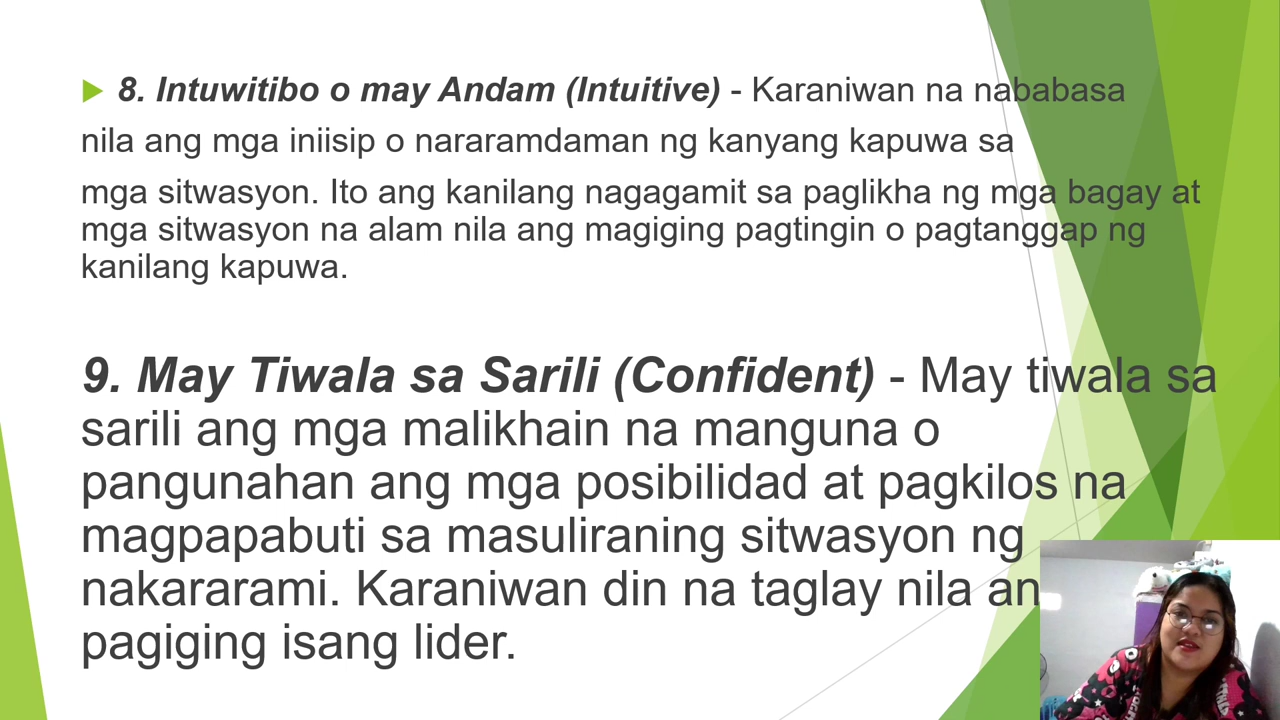 8. Intuwitibo o may Andam (Intuitive) - Karaniwan na nababasa
nila ang mga iniisip o nararamdaman ng kanyang kapuwa sa
mga sitwasyon. Ito ang kanilang nagagamit sa paglikha ng mga bagay at
mga sitwasyon na alam nila ang magiging pagtingin o pagtanggap ng
kanilang kapuwa.
9. May Tiwala sa Sarili (Confident) - May tiwala sa
sarili ang mga malikhain na manguna o
pangunahan ang mga posibilidad at pagkilos na
magpapabuti sa masuliraning sitwasyon ng
nakararami. Karaniwan din na taglay nila an
pagiging isang lider.